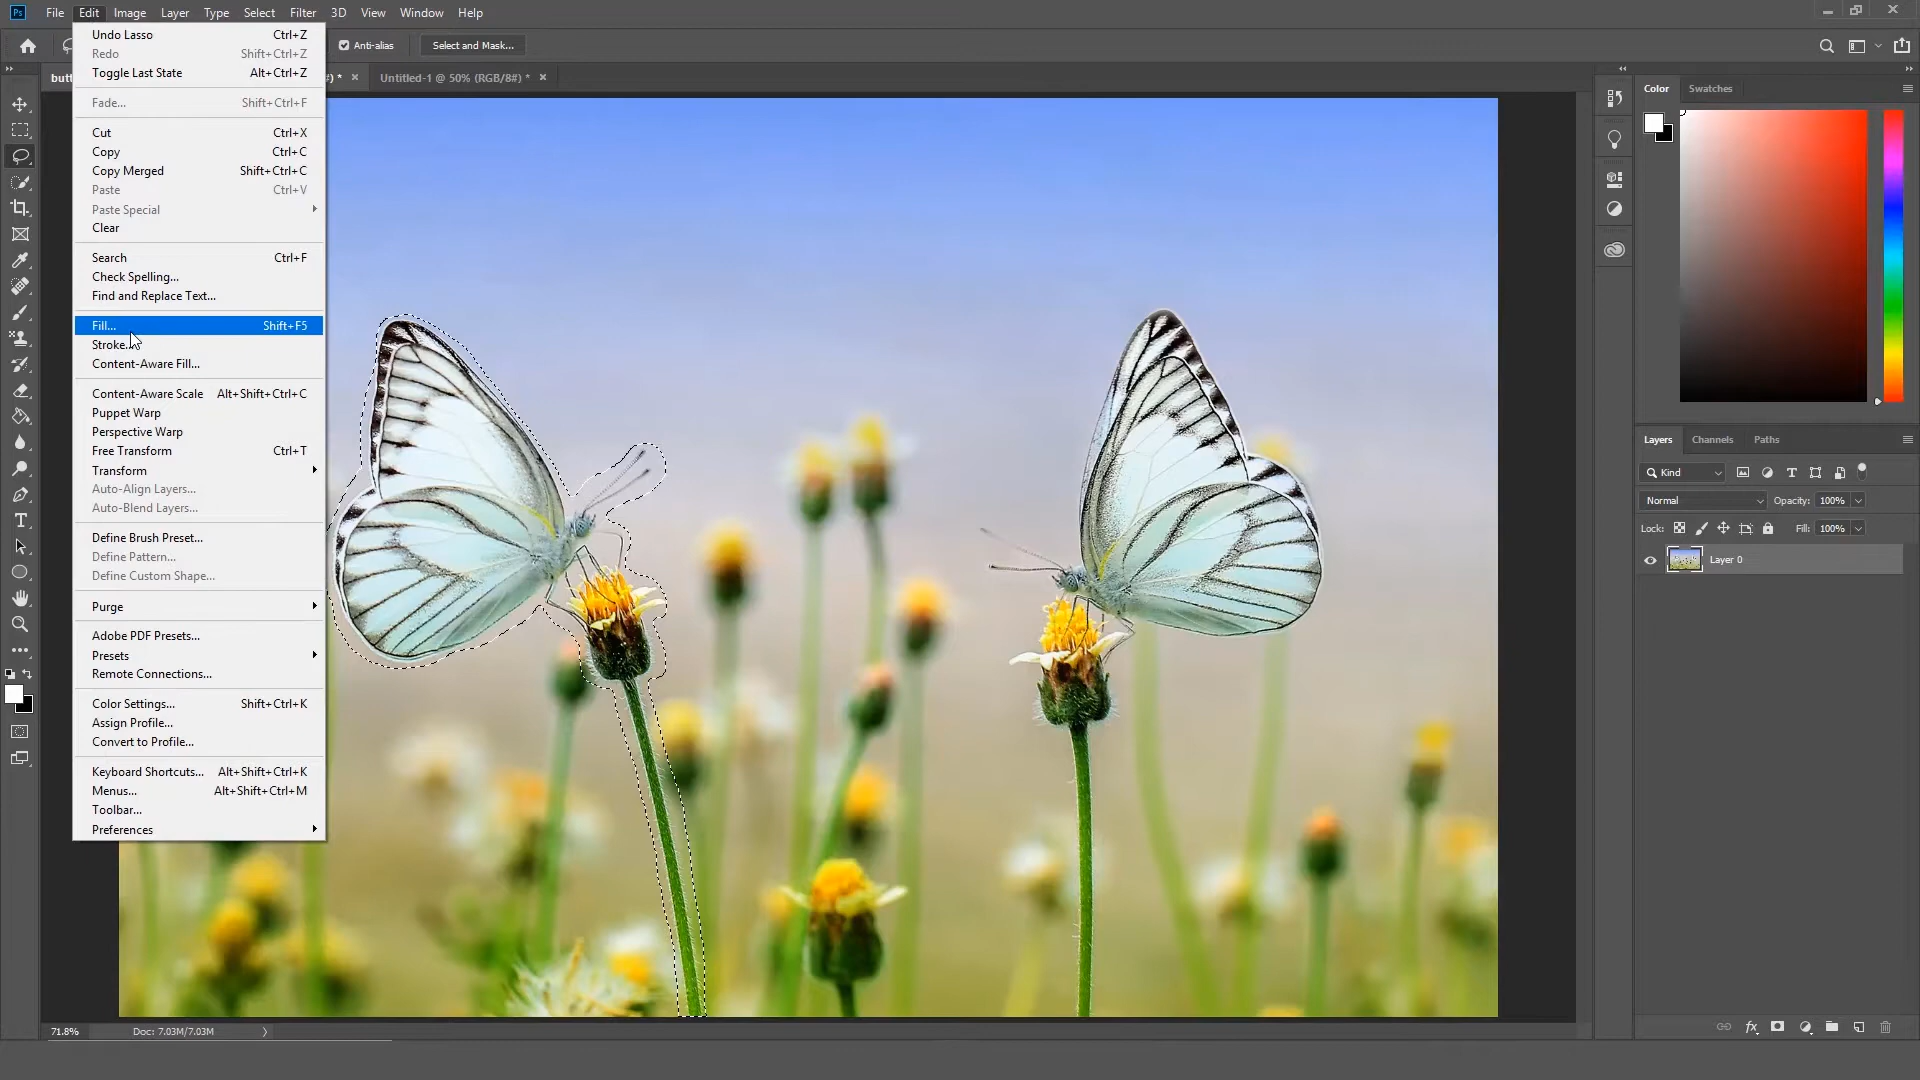 Ps File Edit Image Layer Type Select Filter 3D View Window Help
Anti-alias Select and Mask...
Untitled-1 @ 50% (RGB/8#) *
Undo Lasso Ctrl+Z
Redo Shift+Ctrl+Z
Toggle Last State Alt+Ctrl+Z
Fade... Shift+Ctrl+F
Cut Ctrl+X
Copy Ctrl+C
Copy Merged Shift+Ctrl+C
Paste Ctrl+V
Paste Special
Clear
Search Ctrl+F
Check Spelling...
Find and Replace Text...
Fill... Shift+F5
Stroke...
Content-Aware Fill...
Content-Aware Scale Alt+Shift+Ctrl+C
Puppet Warp
Perspective Warp
Free Transform Ctrl+T
Transform
Auto-Align Layers...
Auto-Blend Layers...
Define Brush Preset...
Define Pattern...
Define Custom Shape...
Purge
Adobe PDF Presets...
Presets
Remote Connections...
Color Settings... Shift+Ctrl+K
Assign Profile...
Convert to Profile...
Keyboard Shortcuts... Alt+Shift+Ctrl+K
Menus... Alt+Shift+Ctrl+M
Toolbar...
Preferences
71.8% Doc: 7.03M/7.03M
Color Swatches
Layers Channels Paths
Kind
Normal Opacity: 100%
Lock: Fill: 100%
Layer 0